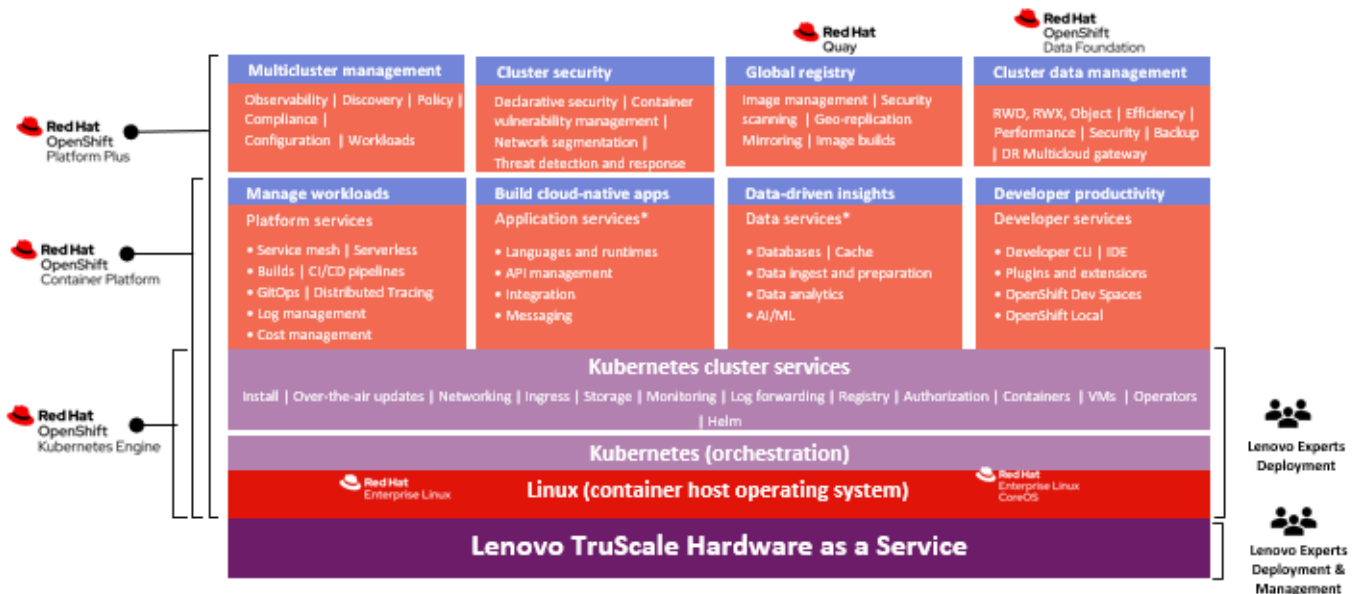 Red Hat
Quay
Red Hat
OpenShift
Data Foundation
Multicluster management
Observability | Discovery | Policy |
Compliance |
Configuration | Workloads
Cluster security
Declarative security | Container
vulnerability management |
Network segmentation |
Threat detection and response
Global registry
Image management | Security
scanning | Geo-replication
Mirroring | Image builds
Cluster data management
RWO, RWX, Object | Efficiency |
Performance | Security | Backup
| DR Multicloud gateway
Red Hat
OpenShift
Platform Plus
Manage workloads
Platform services
• Service mesh | Serverless
• Builds | CI/CD pipelines
• GitOps | Distributed Tracing
• Log management
• Cost management
Build cloud-native apps
Application services*
• Languages and runtimes
• API management
• Integration
• Messaging
Data-driven insights
Data services*
• Databases | Cache
• Data ingest and preparation
• Data analytics
• AI/ML
Developer productivity
Developer services
• Developer CLI | IDE
• Plugins and extensions
• OpenShift Dev Spaces
• OpenShift Local
Red Hat
OpenShift
Container Platform
Kubernetes cluster services
Install | Over-the-air updates | Networking | Ingress | Storage | Monitoring | Log forwarding | Registry | Authorization | Containers | VMs | Operators
| Helm
Red Hat
OpenShift
Kubernetes Engine
Kubernetes (orchestration)
Red Hat
Enterprise Linux
Linux (container host operating system)
Red Hat
Enterprise Linux
CoreOS
Lenovo TruScale Hardware as a Service
Lenovo Experts
Deployment
Lenovo Experts
Deployment &
Management